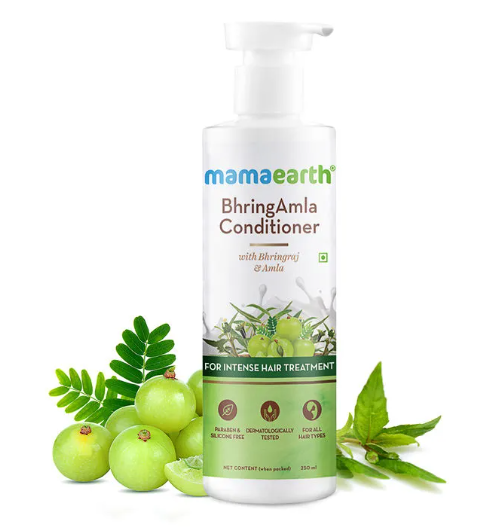 mamaearth®
BhringAmla
Conditioner
with Bhringraj
& Amla
FOR INTENSE HAIR TREATMENT
PARABEN &
SILICONE FREE
DERMATOLOGICALLY
TESTED
FOR ALL
HAIR TYPES
NET CONTENT (when packed) 250 ml